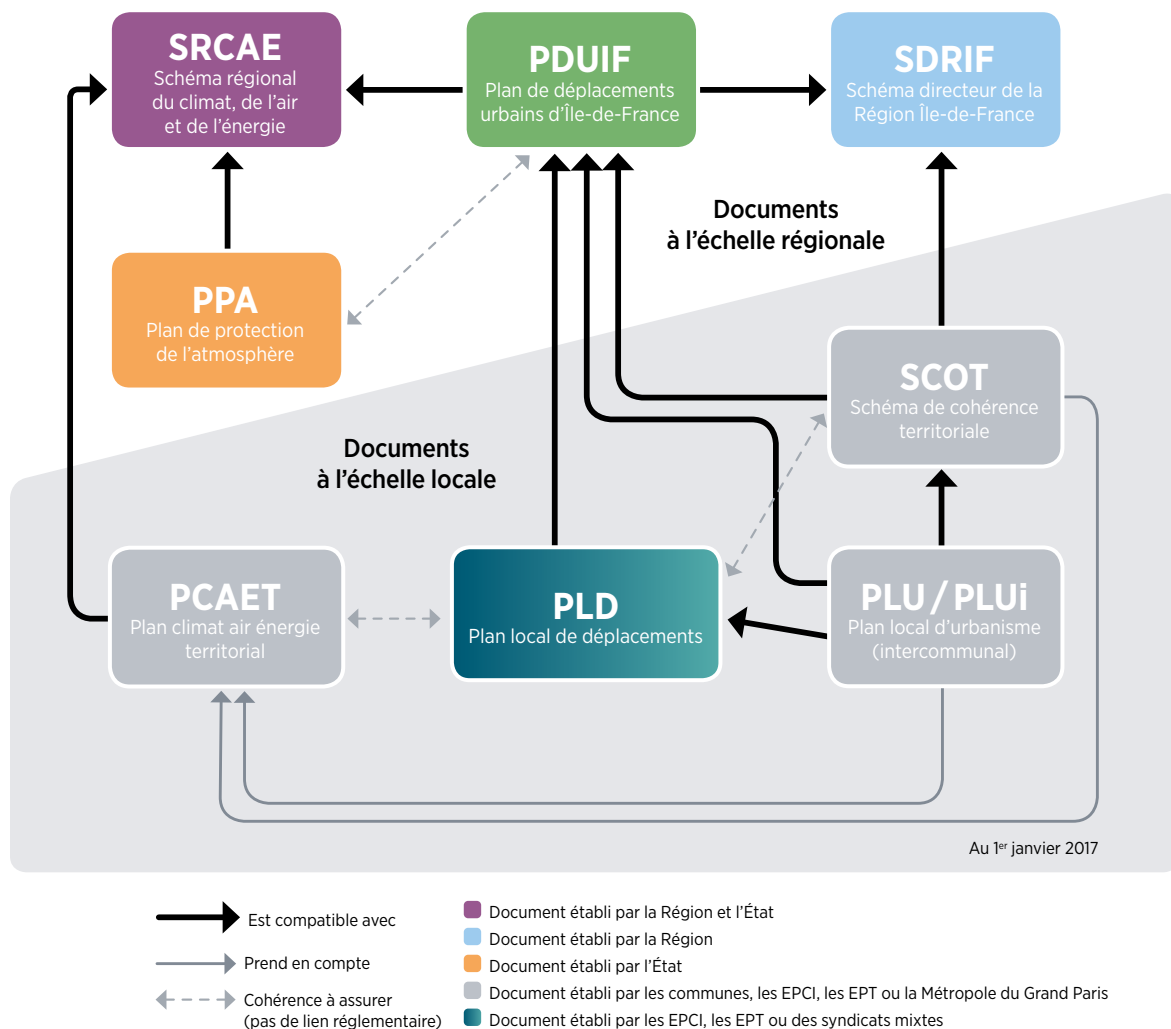 SRCAE
Schéma régional
du climat, de l'air
et de l'énergie
PDUIF
Plan de déplacements
urbains d'Île-de-France
SDRIF
Schéma directeur de la
Région Île-de-France
Documents
à l'échelle régionale
PPA
Plan de protection
de l'atmosphère
SCOT
Schéma de cohérence
territoriale
Documents
à l'échelle locale
PCAET
Plan climat air énergie
territorial
PLD
Plan local de déplacements
PLU / PLUi
Plan local d'urbanisme
(intercommunal)
Au 1er janvier 2017
Est compatible avec
Prend en compte
Cohérence à assurer
(pas de lien réglementaire)
Document établi par la Région et l'État
Document établi par la Région
Document établi par l'État
Document établi par les communes, les EPCI, les EPT ou la Métropole du Grand Paris
Document établi par les EPCI, les EPT ou des syndicats mixtes